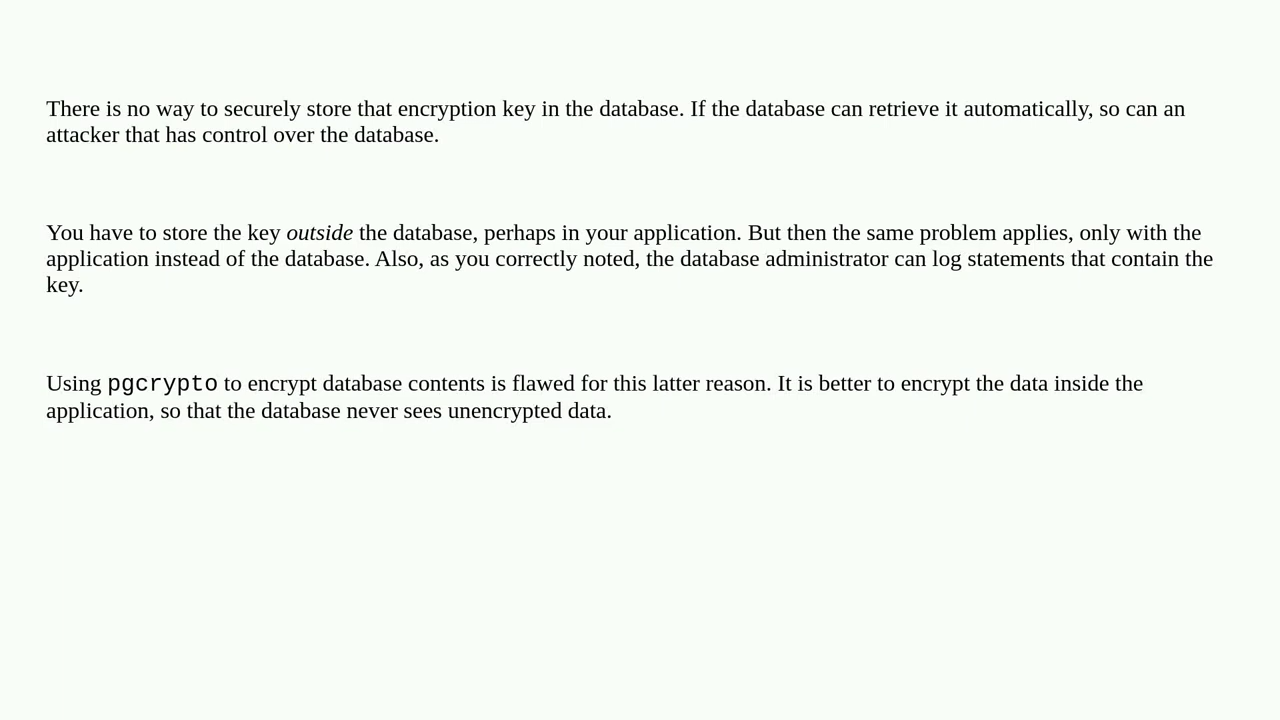 There is no way to securely store that encryption key in the database. If the database can retrieve it automatically, so can an
attacker that has control over the database.
You have to store the key outside the database, perhaps in your application. But then the same problem applies, only with the
application instead of the database. Also, as you correctly noted, the database administrator can log statements that contain the
key.
Using pgcrypto to encrypt database contents is flawed for this latter reason. It is better to encrypt the data inside the
application, so that the database never sees unencrypted data.